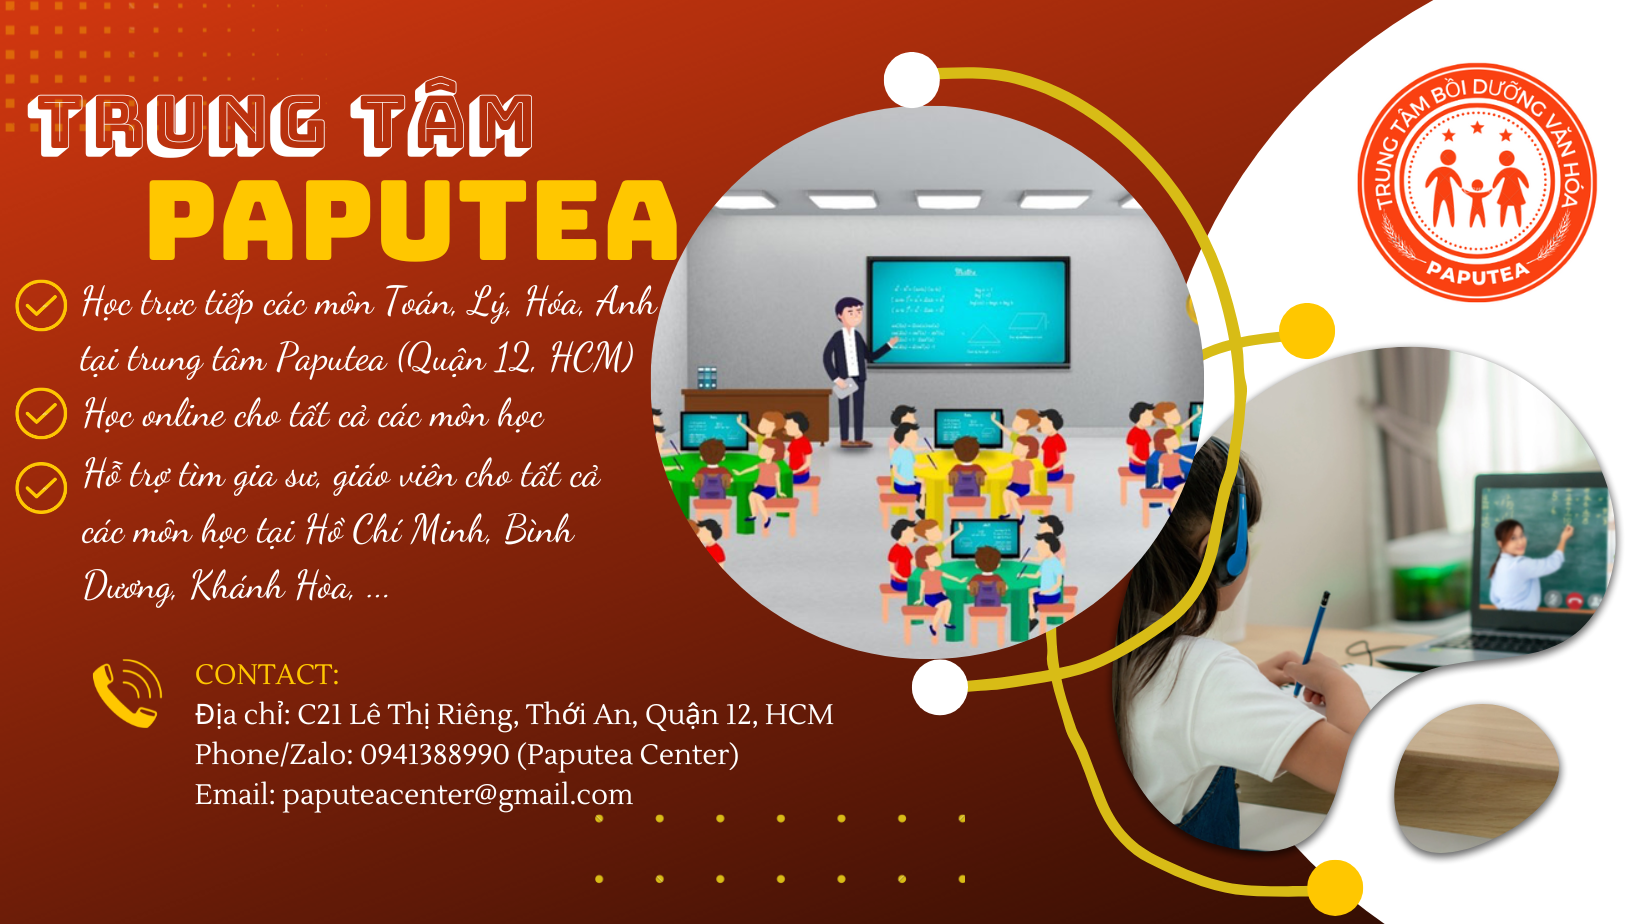 TRUNG TÂM
PAPUTEA
Học trực tiếp các môn Toán, Lý, Hóa, Anh
tại trung tâm Paputea (Quận 12, HCM)
Học online cho tất cả các môn học
Hỗ trợ tìm gia sư, giáo viên cho tất cả
các môn học tại Hồ Chí Minh, Bình
Dương, Khánh Hòa, ...
CONTACT:
Địa chỉ: C21 Lê Thị Riêng, Thới An, Quận 12, HCM
Phone/Zalo: 0941388990 (Paputea Center)
Email: paputeacenter@gmail.com
TRUNG TÂM BỒI DƯỠNG VĂN HÓA
PAPUTEA